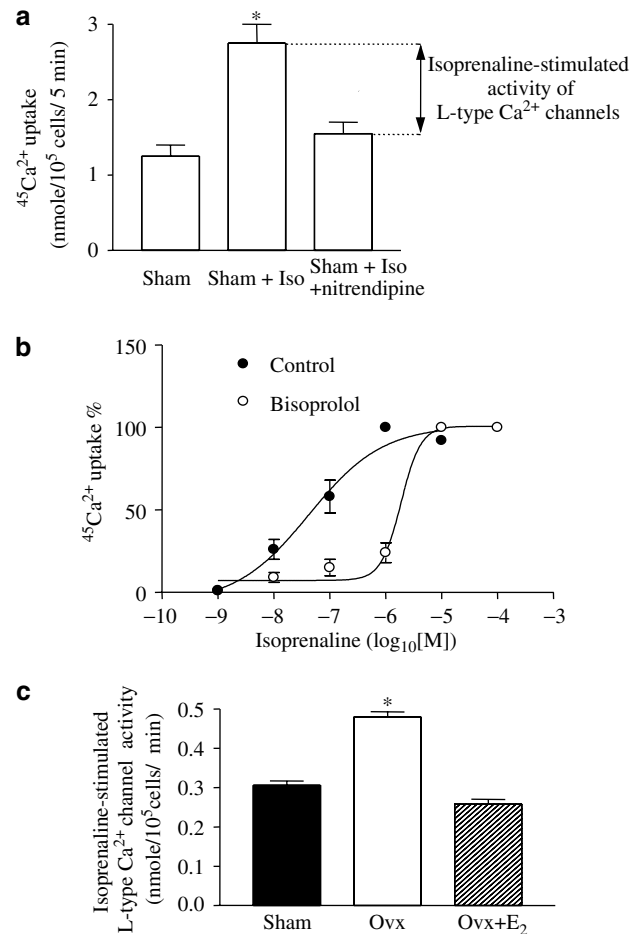 a
3
2
1
0
⁴⁵Ca²⁺ uptake
(nmole/10⁵ cells/ 5 min)
*
Isoprenaline-stimulated
activity of
L-type Ca²⁺ channels
Sham
Sham + Iso
Sham + Iso
+nitrendipine
b
150
100
50
0
⁴⁵Ca²⁺ uptake %
Control
Bisoprolol
−10
−9
−8
−7
−6
−5
−4
−3
Isoprenaline (log₁₀[M])
c
0.5
0.4
0.3
0.2
0.1
0.0
Isoprenaline-stimulated
L-type Ca²⁺ channel activity
(nmole/10⁵cells/ min)
*
Sham
Ovx
Ovx+E₂